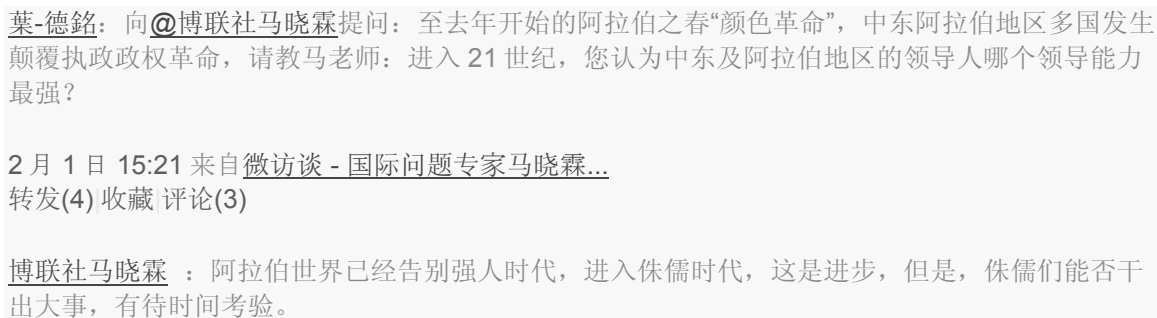 葉-德銘：向@博联社马晓霖提问：至去年开始的阿拉伯之春“颜色革命”，中东阿拉伯地区多国发生
颠覆执政政权革命，请教马老师：进入 21 世纪，您认为中东及阿拉伯地区的领导人哪个领导能力
最强？
2 月 1 日 15:21 来自微访谈 - 国际问题专家马晓霖...
转发(4)|收藏|评论(3)
博联社马晓霖 ：阿拉伯世界已经告别强人时代，进入侏儒时代，这是进步，但是，侏儒们能否干
出大事，有待时间考验。